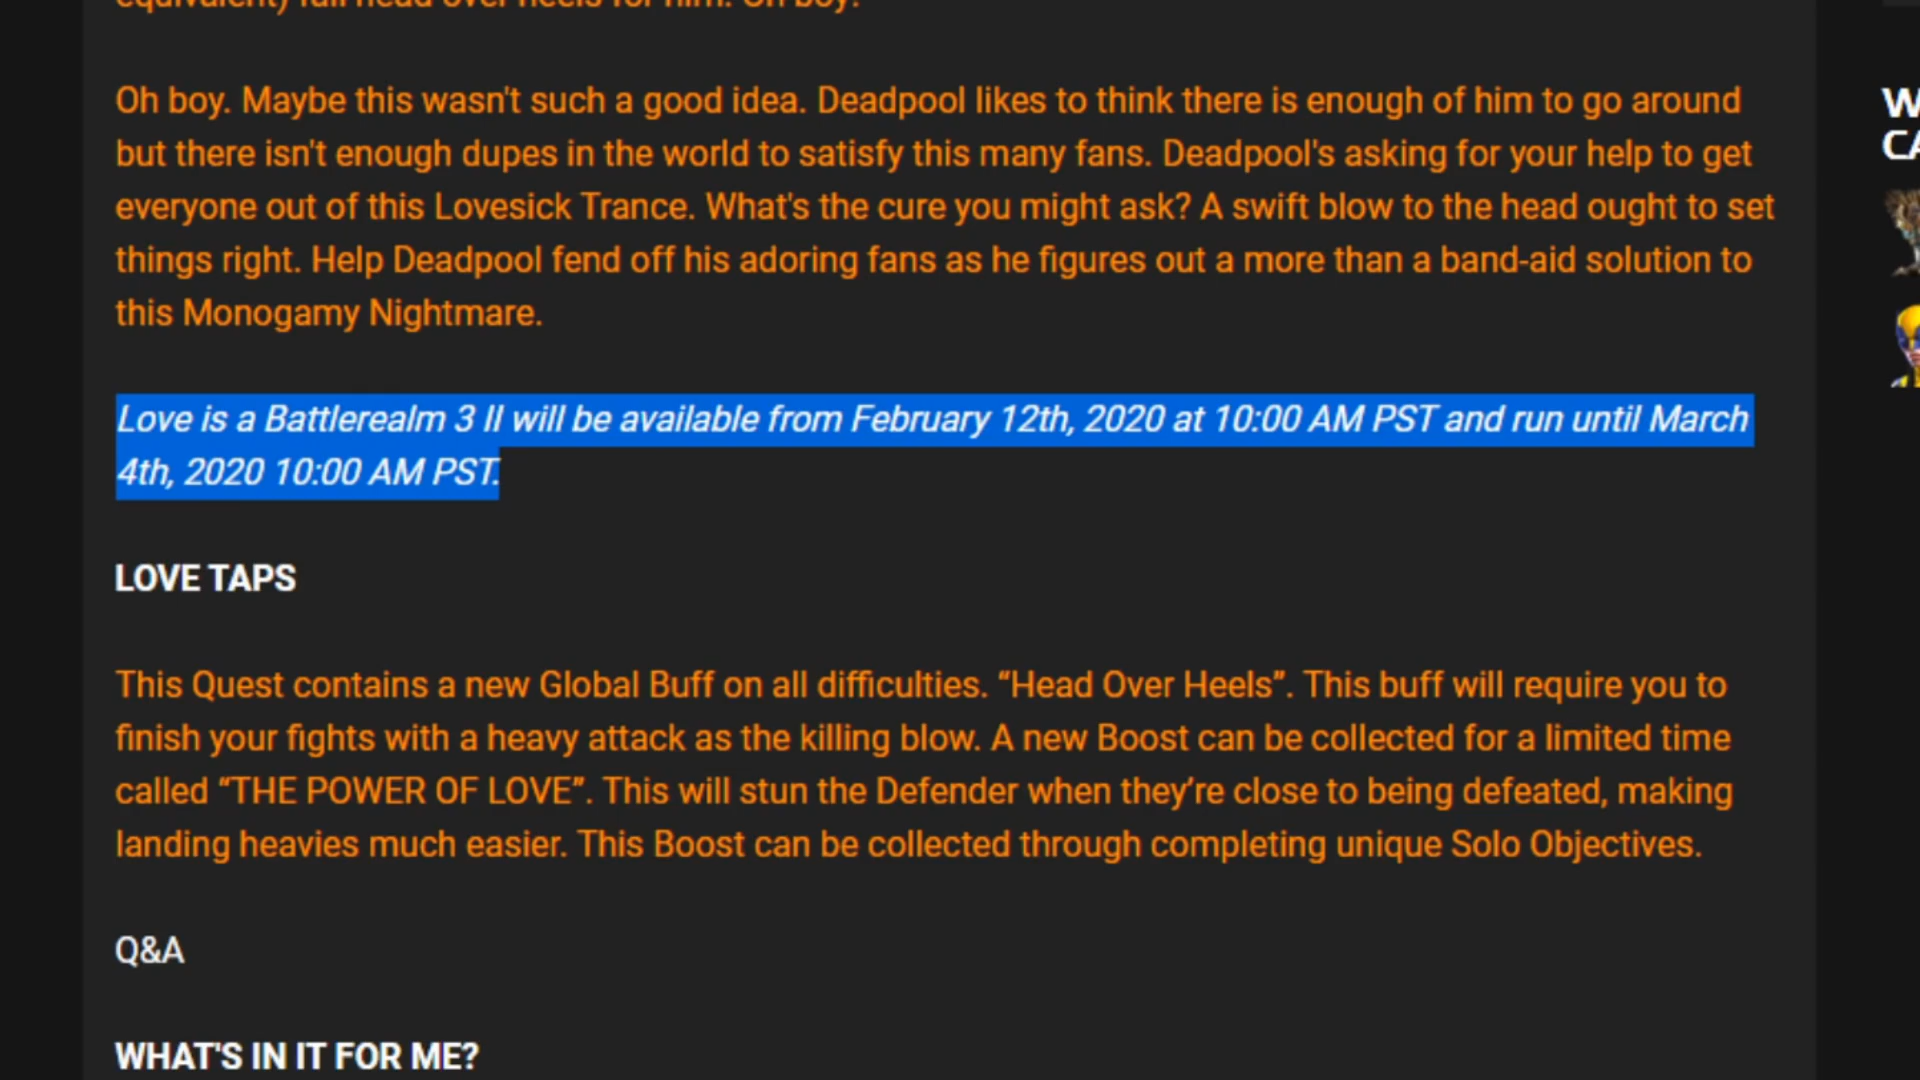 equivalent) fall head over heels for him. Oh boy.
Oh boy. Maybe this wasn't such a good idea. Deadpool likes to think there is enough of him to go around
but there isn't enough dupes in the world to satisfy this many fans. Deadpool's asking for your help to get
everyone out of this Lovesick Trance. What's the cure you might ask? A swift blow to the head ought to set
things right. Help Deadpool fend off his adoring fans as he figures out a more than a band-aid solution to
this Monogamy Nightmare.
Love is a Battlerealm 3 II will be available from February 12th, 2020 at 10:00 AM PST and run until March
4th, 2020 10:00 AM PST.
LOVE TAPS
This Quest contains a new Global Buff on all difficulties. “Head Over Heels”. This buff will require you to
finish your fights with a heavy attack as the killing blow. A new Boost can be collected for a limited time
called “THE POWER OF LOVE”. This will stun the Defender when they’re close to being defeated, making
landing heavies much easier. This Boost can be collected through completing unique Solo Objectives.
Q&A
WHAT'S IN IT FOR ME?